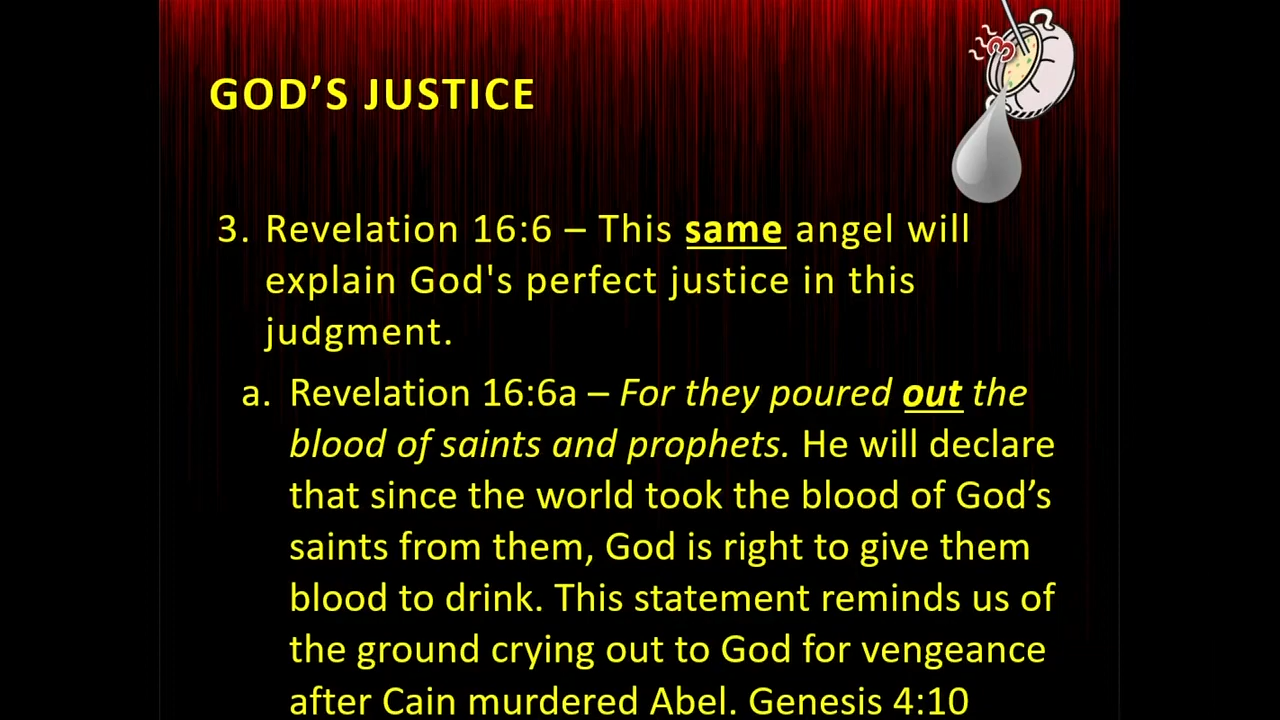 GOD’S JUSTICE
3
3. Revelation 16:6 – This same angel will
explain God's perfect justice in this
judgment.
a. Revelation 16:6a – For they poured out the
blood of saints and prophets. He will declare
that since the world took the blood of God’s
saints from them, God is right to give them
blood to drink. This statement reminds us of
the ground crying out to God for vengeance
after Cain murdered Abel. Genesis 4:10